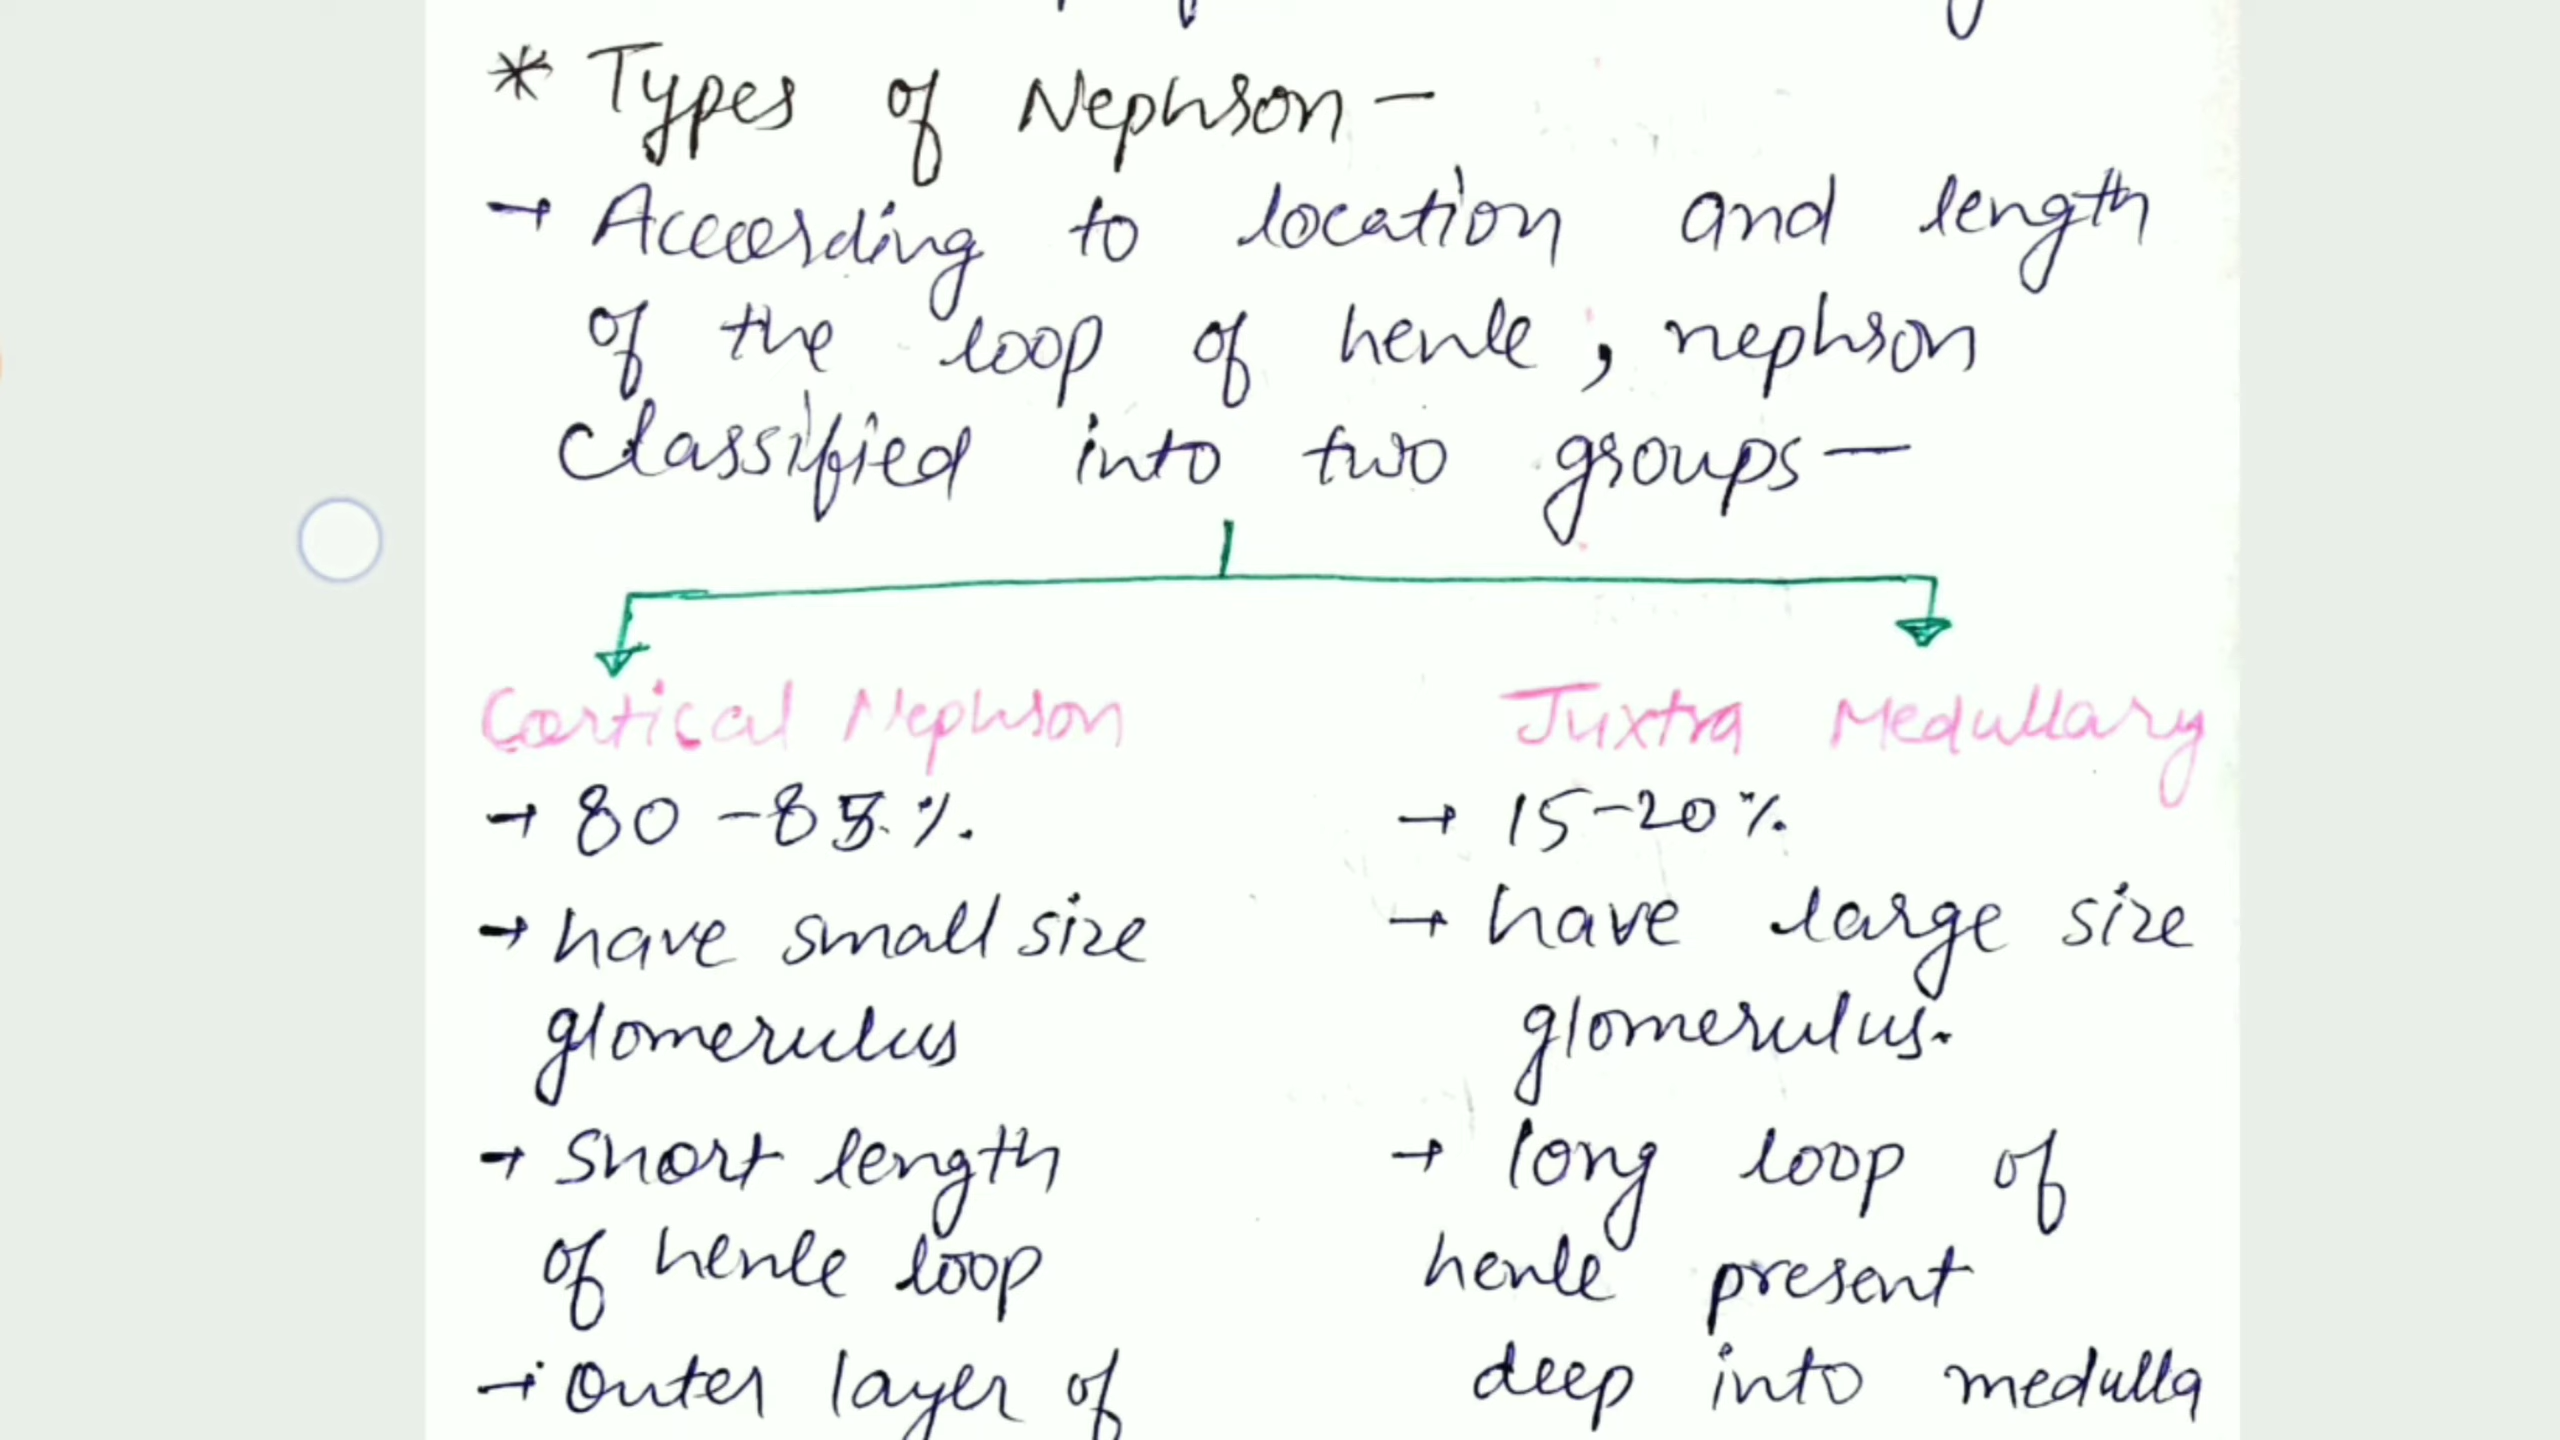 * Types of Nephron -
→ According to location and length
of the loop of henle, nephron
classified into two groups -
Cortical Nephron
Juxtra Medullary
→ 80-85%.
→ 15-20%.
→ have small size
glomerulus
→ have large size
glomerulus.
→ Short length
of henle loop
→ long loop of
henle present
deep into medulla
→ Outer layer of